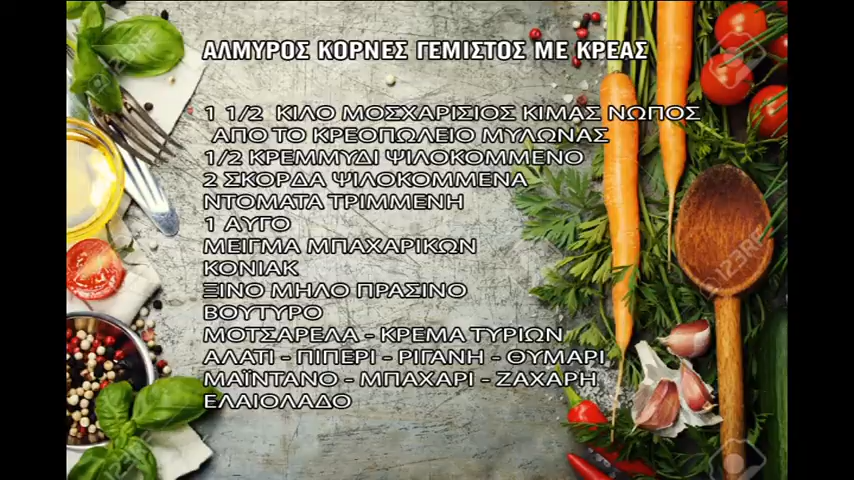 ΑΛΜΥΡΟΣ ΚΟΡΝΕΣ ΓΕΜΙΣΤΟΣ ΜΕ ΚΡΕΑΣ
1 1/2 ΚΙΛΟ ΜΟΣΧΑΡΙΣΙΟΣ ΚΙΜΑΣ ΝΩΠΟΣ
ΑΠΟ ΤΟ ΚΡΕΟΠΩΛΕΙΟ ΜΥΛΩΝΑΣ
1/2 ΚΡΕΜΜΥΔΙ ΨΙΛΟΚΟΜΜΕΝΟ
2 ΣΚΟΡΔΑ ΨΙΛΟΚΟΜΜΕΝΑ
ΝΤΟΜΑΤΑ ΤΡΙΜΜΕΝΗ
1 ΑΥΓΟ
ΜΕΙΓΜΑ ΜΠΑΧΑΡΙΚΩΝ
ΚΟΝΙΑΚ
ΞΙΝΟ ΜΗΛΟ ΠΡΑΣΙΝΟ
ΒΟΥΤΥΡΟ
ΜΟΤΣΑΡΕΛΑ - ΚΡΕΜΑ ΤΥΡΙΩΝ
ΑΛΑΤΙ - ΠΙΠΕΡΙ - ΡΙΓΑΝΗ - ΘΥΜΑΡΙ
ΜΑΪΝΤΑΝΟ - ΜΠΑΧΑΡΙ - ΖΑΧΑΡΗ
ΕΛΑΙΟΛΑΔΟ
123RF